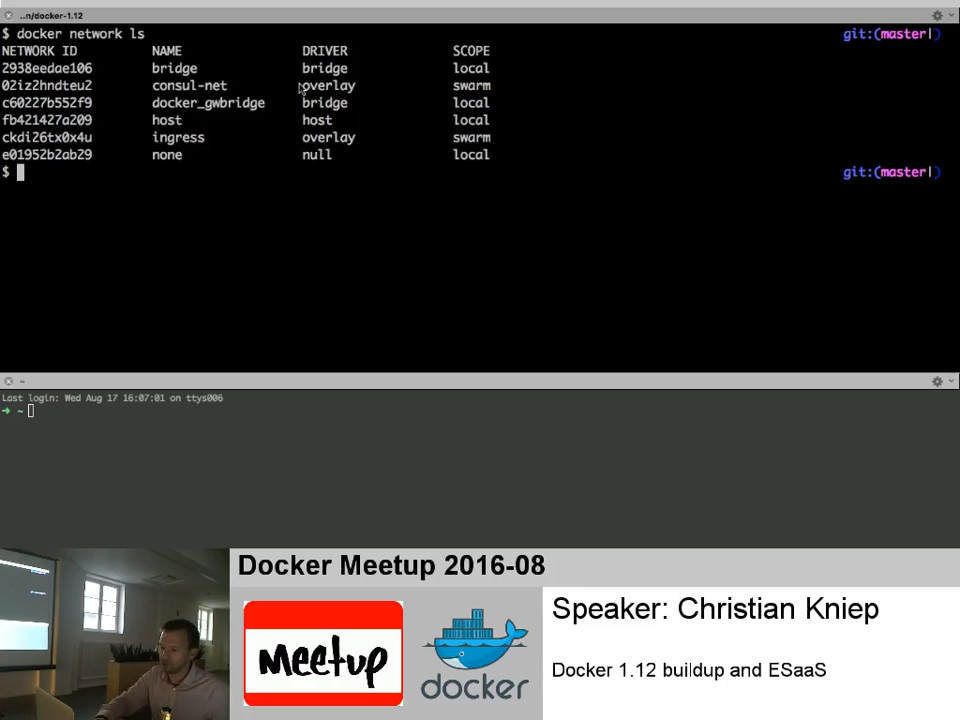 ..n/docker-1.12
$ docker network ls git:(master|)
NETWORK ID NAME DRIVER SCOPE
2938eedae106 bridge bridge local
02iz2hndteu2 consul-net overlay swarm
c60227b552f9 docker_gwbridge bridge local
fb421427a209 host host local
ckdi26tx0x4u ingress overlay swarm
e01952b2ab29 none null local
$ git:(master|)
~
Last login: Wed Aug 17 16:07:01 on ttys006
→ ~
Docker Meetup 2016-08
Meetup
docker
Speaker: Christian Kniep
Docker 1.12 buildup and ESaaS